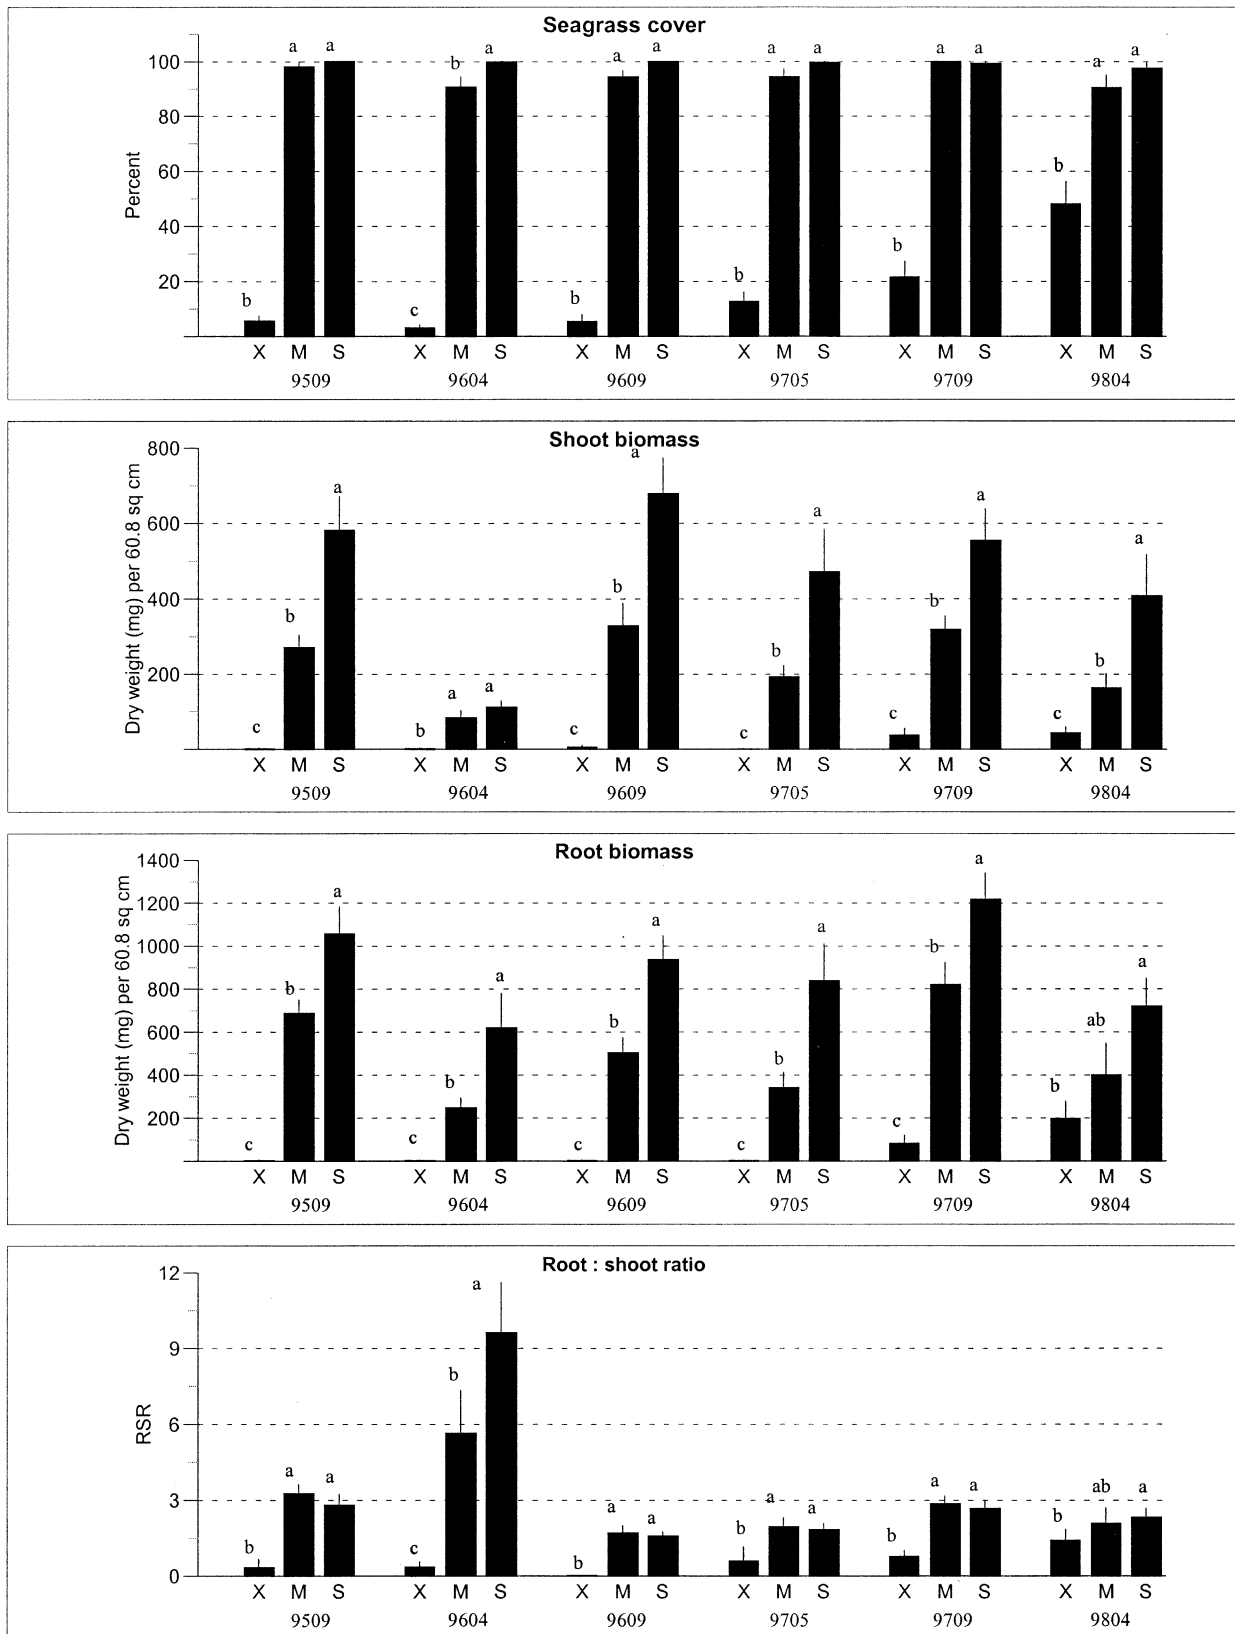 Seagrass cover
a a b a a a a a a a a a
100
80
60
40
20
Percent
b c b b b b
X M S X M S X M S X M S X M S X M S
9509 9604 9609 9705 9709 9804
Shoot biomass
800
600
400
200
Dry weight (mg) per 60.8 sq cm
c b a b a a c b a c b a c b a c b a
X M S X M S X M S X M S X M S X M S
9509 9604 9609 9705 9709 9804
Root biomass
1400
1200
1000
800
600
400
200
Dry weight (mg) per 60.8 sq cm
c b a c b a c b a c b a c b a b ab a
X M S X M S X M S X M S X M S X M S
9509 9604 9609 9705 9709 9804
Root : shoot ratio
12
9
6
3
0
RSR
b a a c b a b a a b a a b a a b ab a
X M S X M S X M S X M S X M S X M S
9509 9604 9609 9705 9709 9804